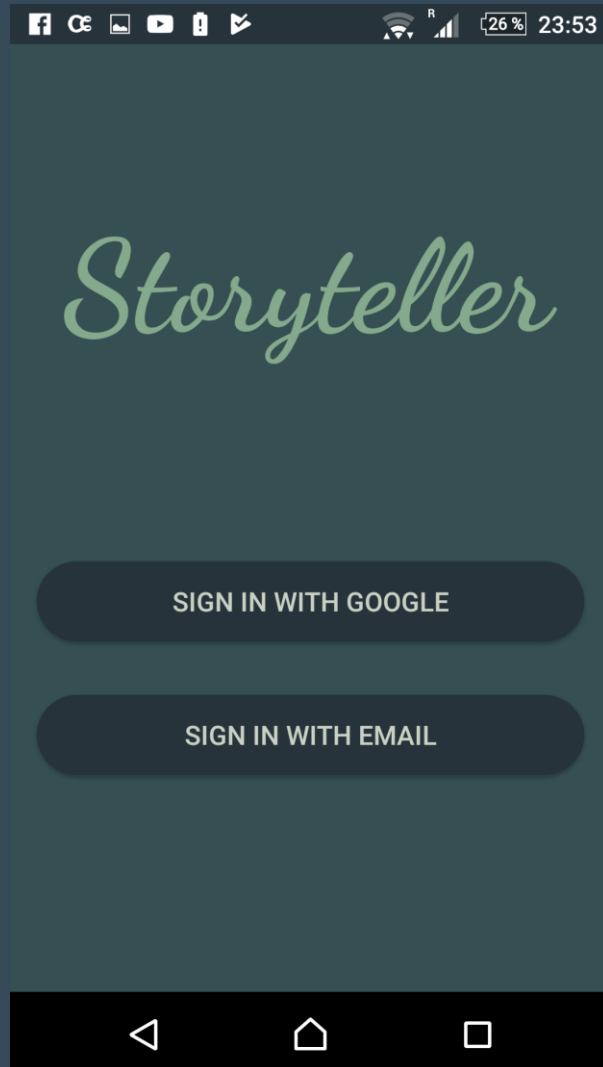 R
26 % 23:53
Storyteller
SIGN IN WITH GOOGLE
SIGN IN WITH EMAIL